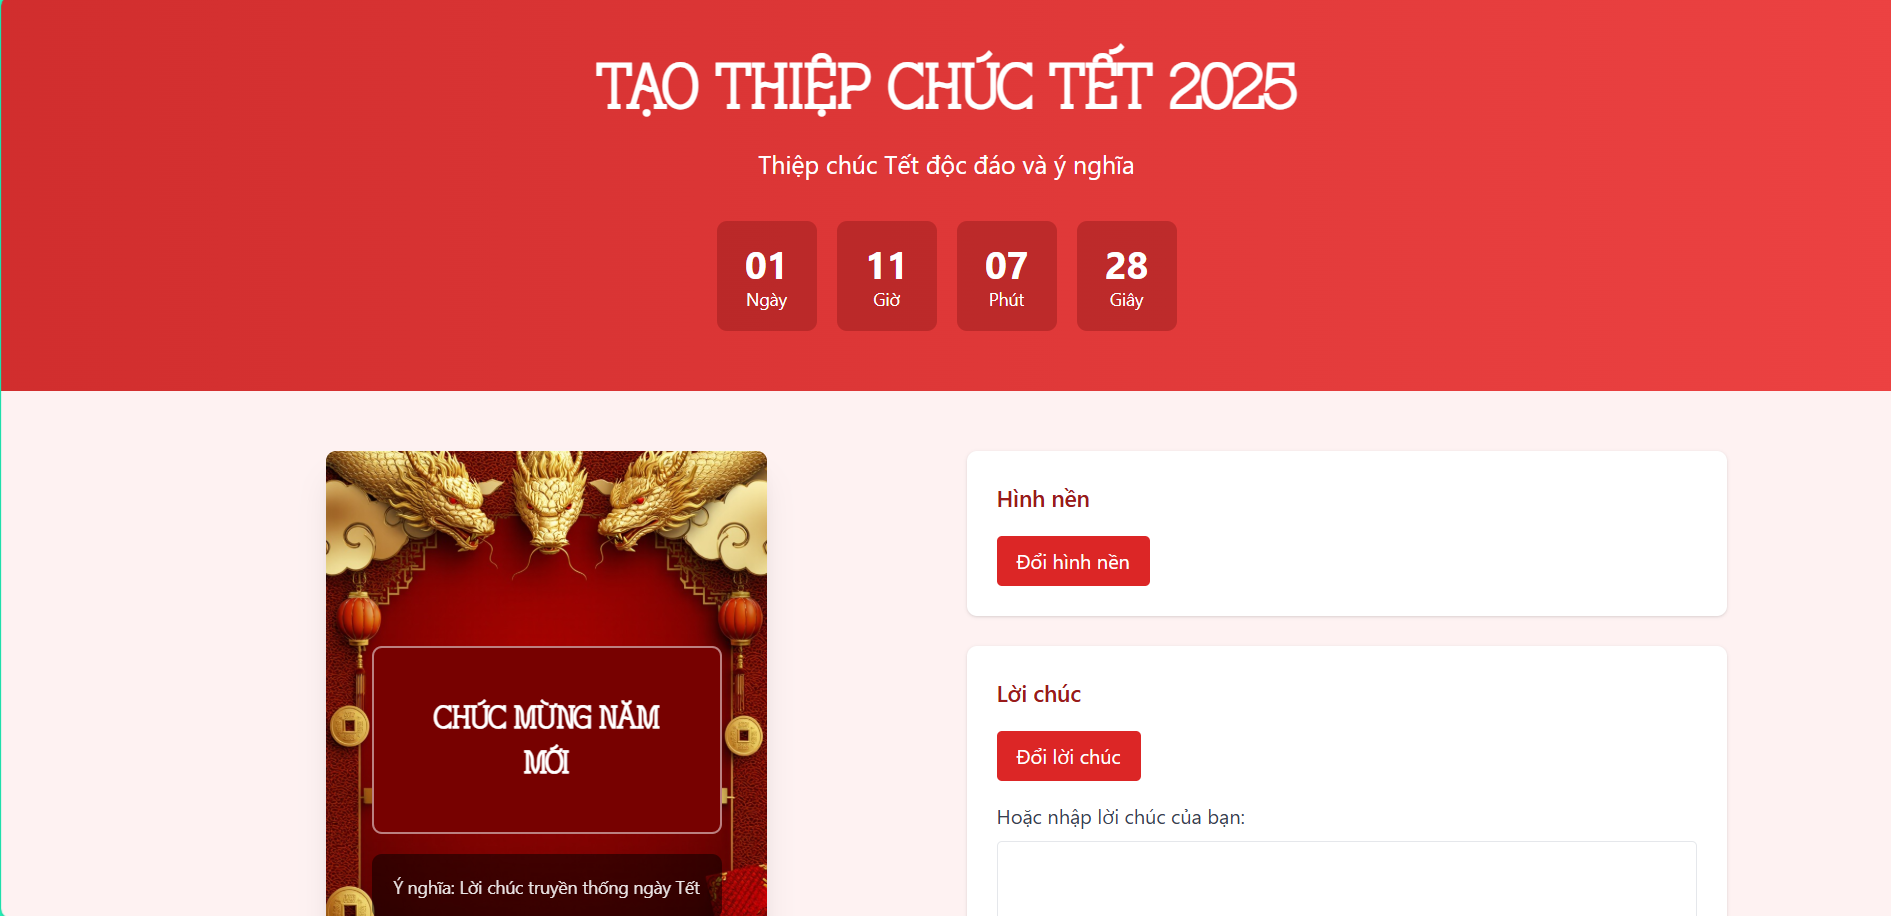 TẠO THIỆP CHÚC TẾT 2025
Thiệp chúc Tết độc đáo và ý nghĩa
01 11 07 28
Ngày Giờ Phút Giây
CHÚC MỪNG NĂM
MỚI
Ý nghĩa: Lời chúc truyền thống ngày Tết
Hình nền
Đổi hình nền
Lời chúc
Đổi lời chúc
Hoặc nhập lời chúc của bạn: